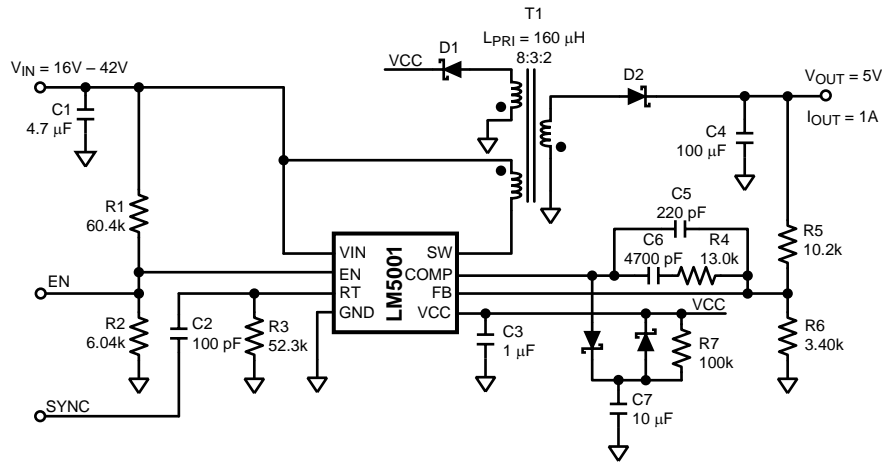 T1
LPRI = 160 μH
8:3:2
VCC
D1
D2
VIN = 16V – 42V
C1
4.7 μF
VOUT = 5V
IOUT = 1A
C4
100 μF
R1
60.4k
C5
220 pF
C6
4700 pF
R4
13.0k
R5
10.2k
LM5001
VIN
EN
RT
GND
SW
COMP
FB
VCC
EN
VCC
R2
6.04k
C2
100 pF
R3
52.3k
C3
1 μF
R7
100k
R6
3.40k
C7
10 μF
SYNC